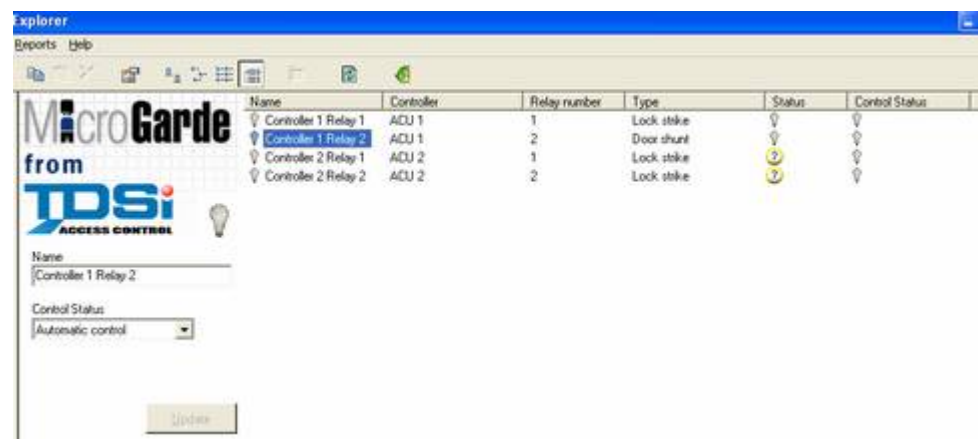 Explorer
Reports Help
MicroGarde
from
TDSi
ACCESS CONTROL
Name
Controller 1 Relay 2
Control Status
Automatic control
Update
Name Controller Relay number Type Status Control Status
Controller 1 Relay 1 ACU 1 1 Lock strike
Controller 1 Relay 2 ACU 1 2 Door shunt
Controller 2 Relay 1 ACU 2 1 Lock strike ?
Controller 2 Relay 2 ACU 2 2 Lock strike ?